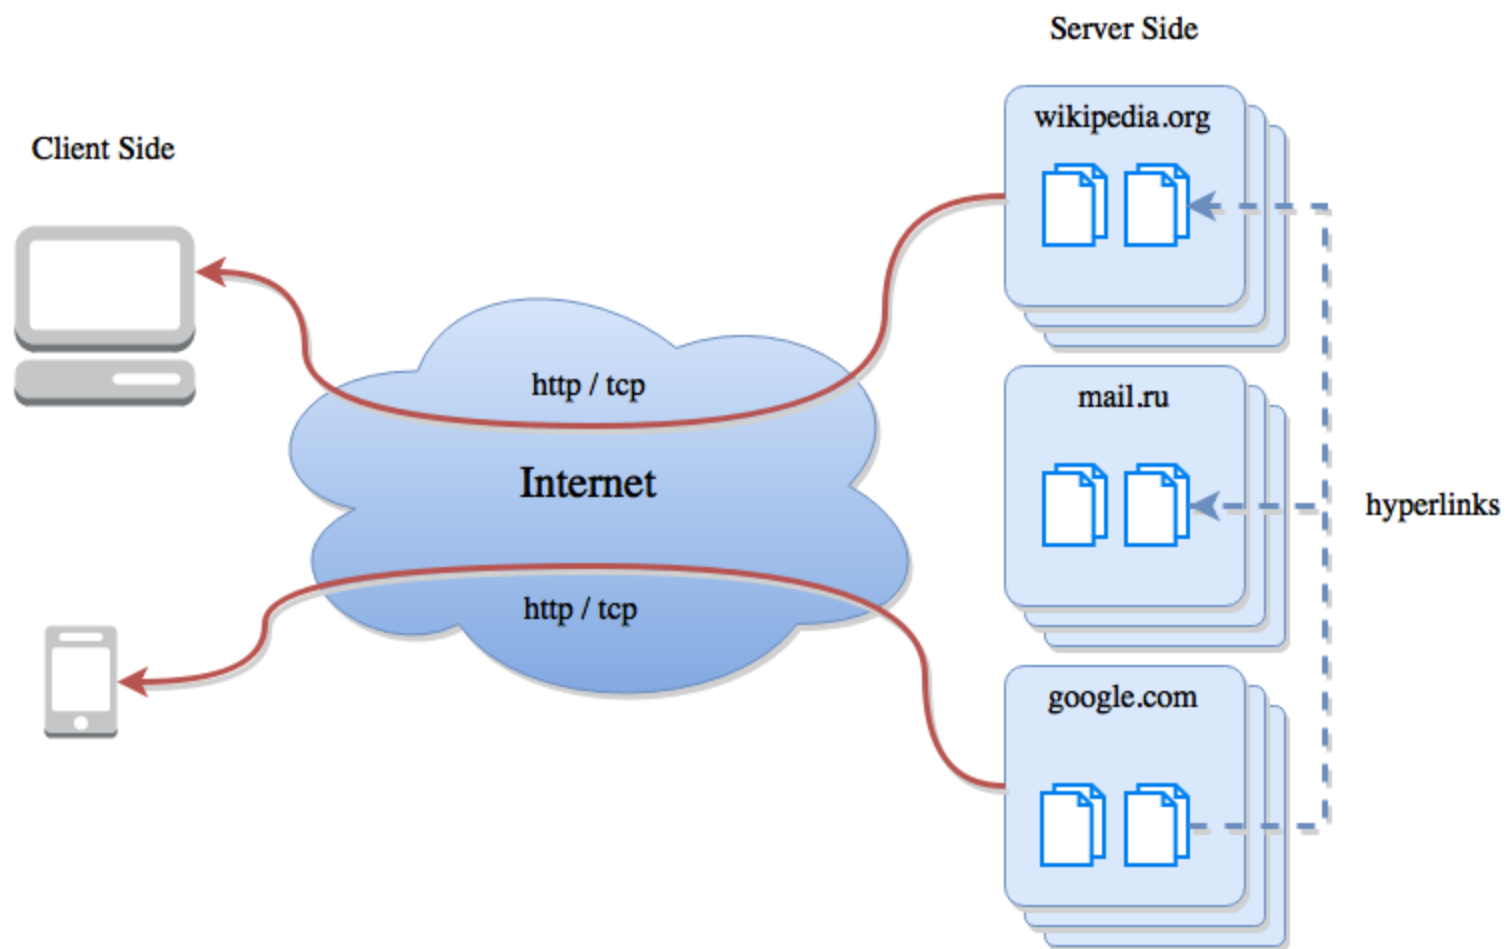 Server Side
wikipedia.org
Client Side
http / tcp
mail.ru
Internet
hyperlinks
http / tcp
google.com